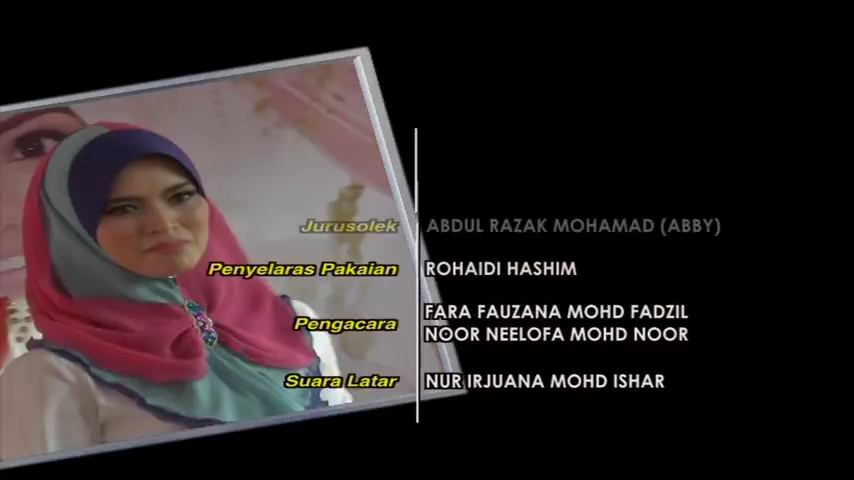 Jurusolek ABDUL RAZAK MOHAMAD (ABBY)
Penyelaras Pakaian ROHAIDI HASHIM
Pengacara FARA FAUZANA MOHD FADZIL
NOOR NEELOFA MOHD NOOR
Suara Latar NUR IRJUANA MOHD ISHAR